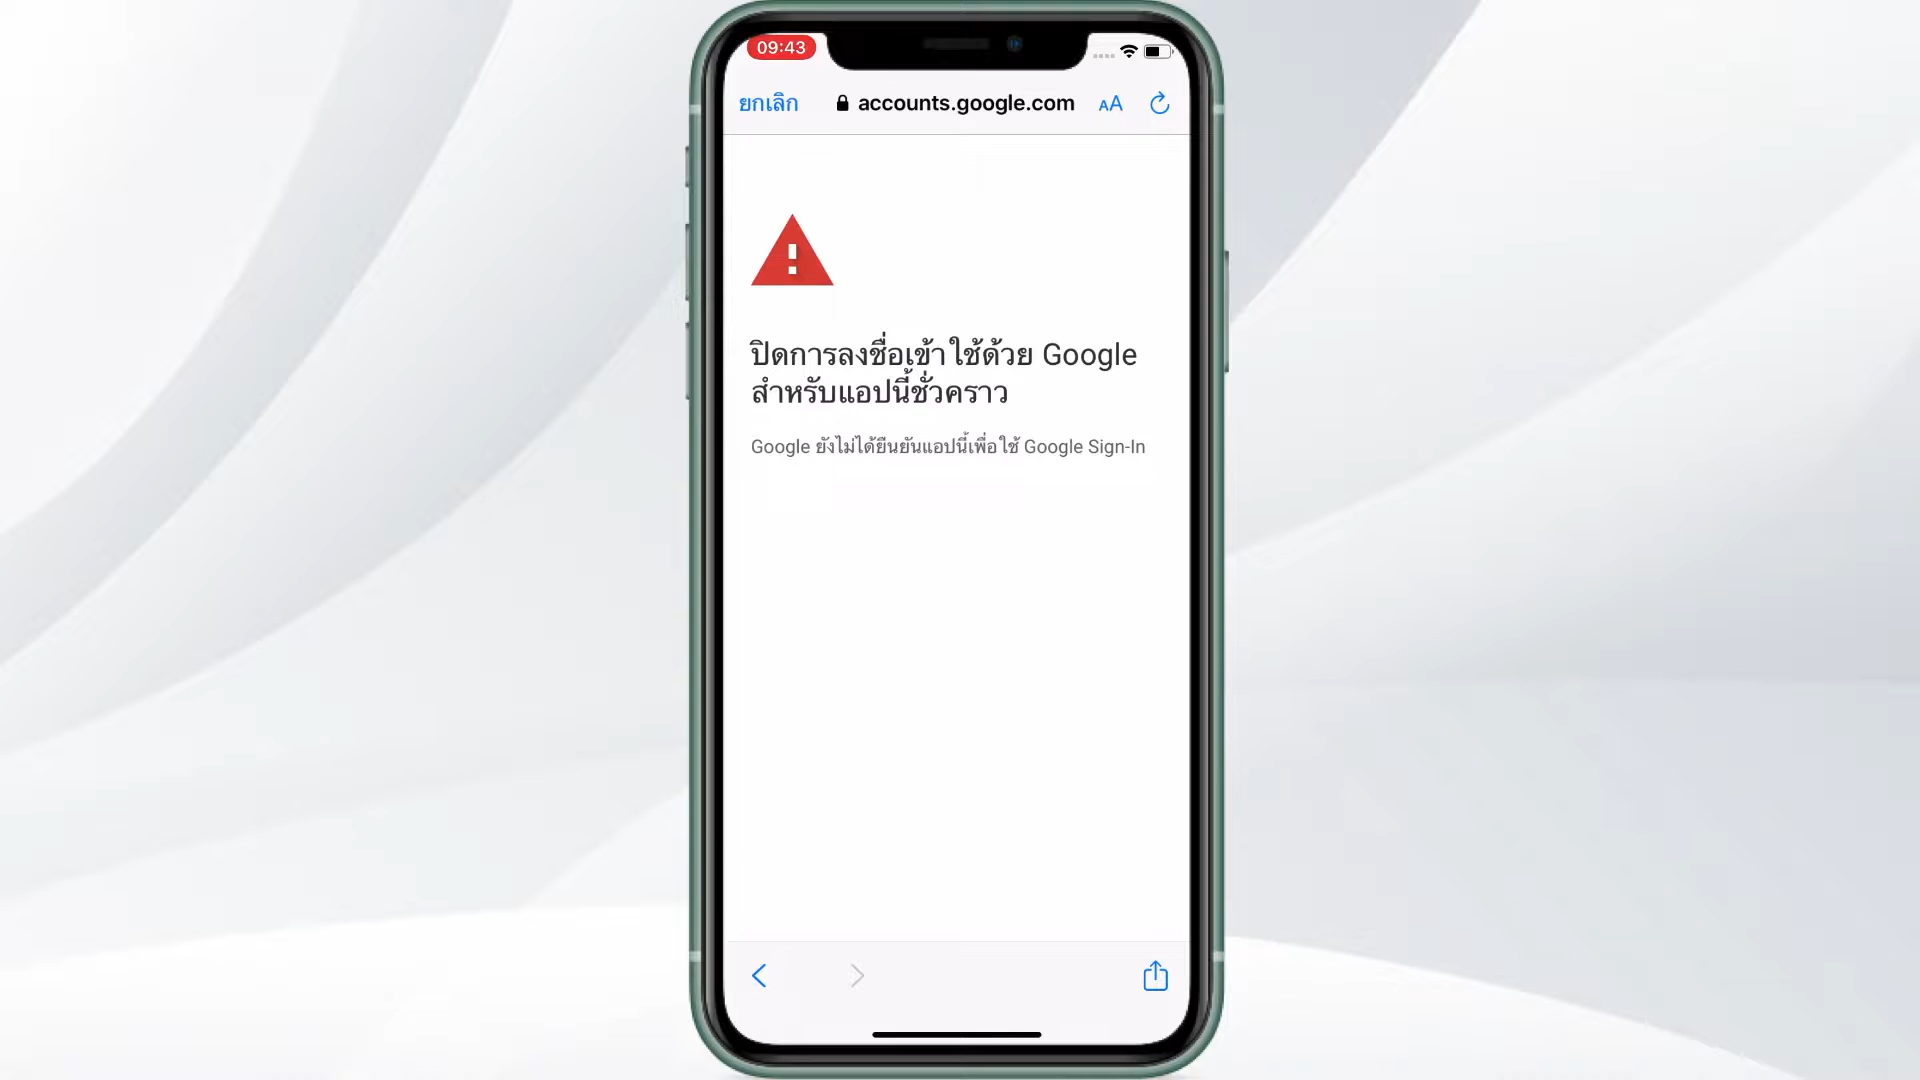 09:43
ยกเลิก accounts.google.com AA
ปิดการลงชื่อเข้าใช้ด้วย Google
สำหรับแอปนี้ชั่วคราว
Google ยังไม่ได้ยืนยันแอปนี้เพื่อใช้ Google Sign-In